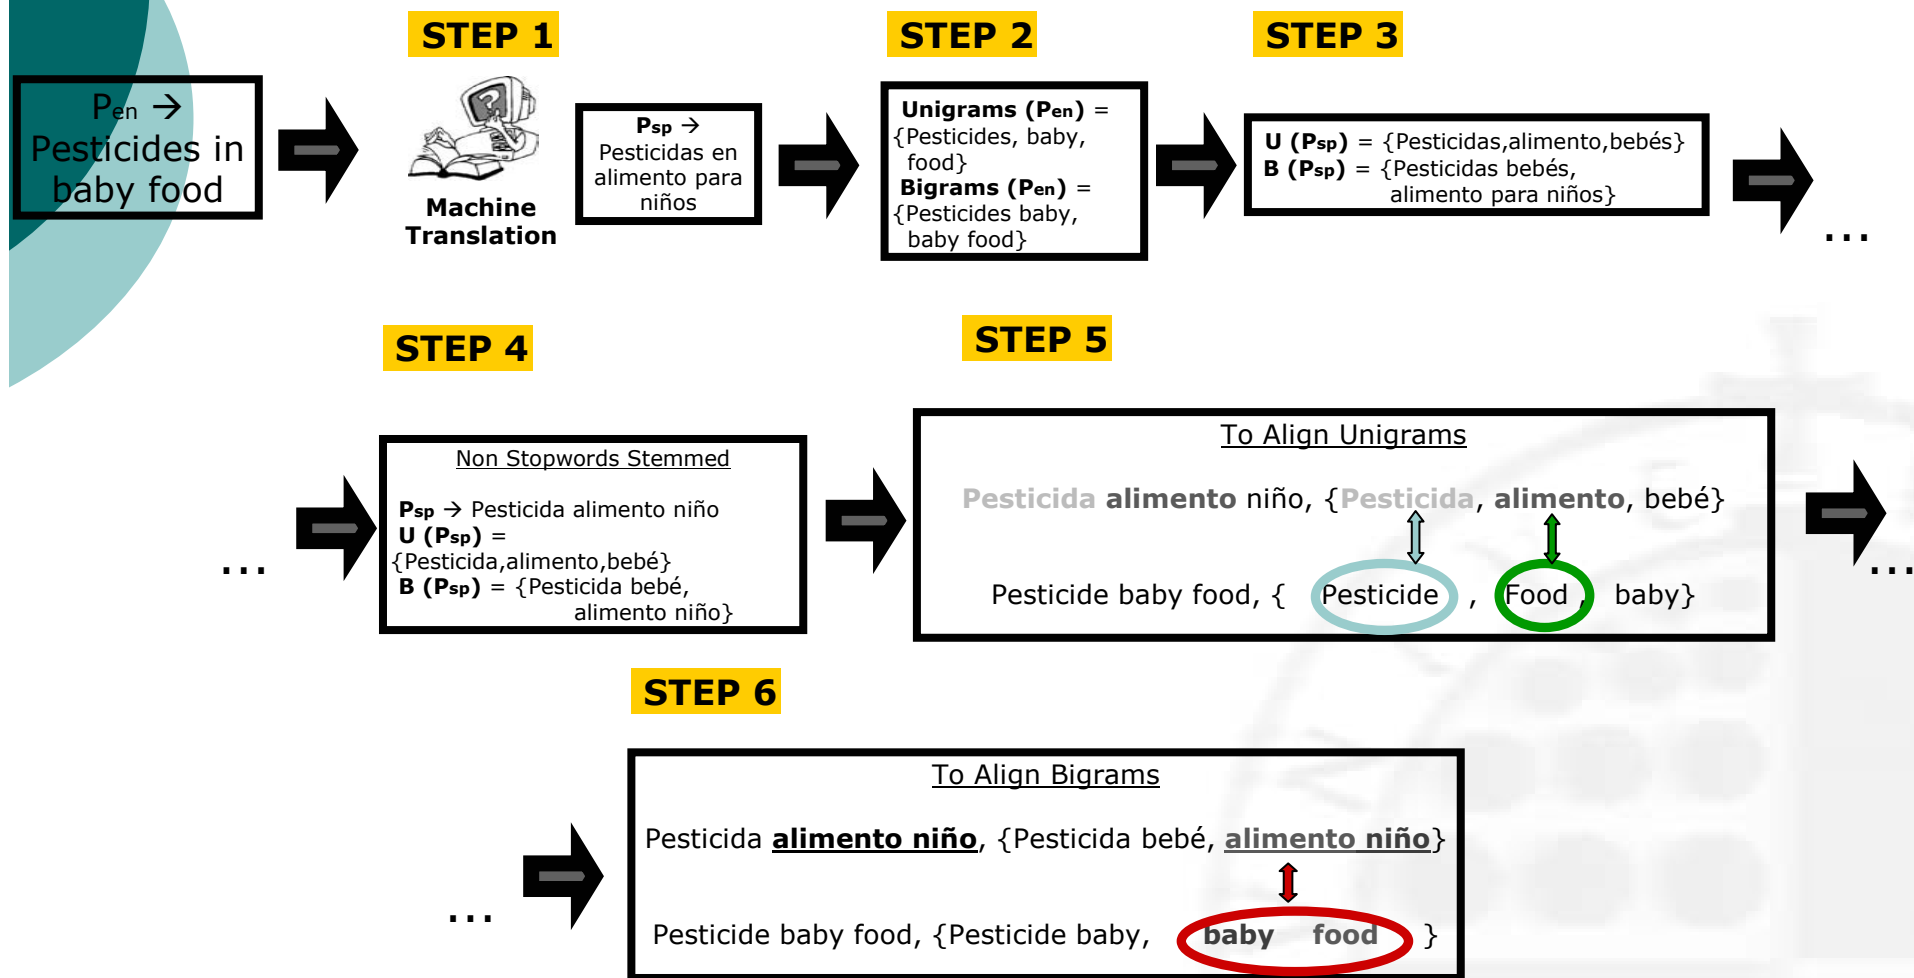 STEP 1
STEP 2
STEP 3
Pen →
Pesticides in
baby food
?
Machine
Translation
Psp →
Pesticidas en
alimento para
niños
Unigrams (Pen) =
{Pesticides, baby,
food}
Bigrams (Pen) =
{Pesticides baby,
baby food}
U (Psp) = {Pesticidas,alimento,bebés}
B (Psp) = {Pesticidas bebés,
alimento para niños}
...
STEP 4
STEP 5
...
Non Stopwords Stemmed
Psp → Pesticida alimento niño
U (Psp) =
{Pesticida,alimento,bebé}
B (Psp) = {Pesticida bebé,
alimento niño}
To Align Unigrams
Pesticida alimento niño, {Pesticida, alimento, bebé}
Pesticide baby food, { Pesticide , Food , baby}
...
STEP 6
...
To Align Bigrams
Pesticida alimento niño, {Pesticida bebé, alimento niño}
Pesticide baby food, {Pesticide baby, baby food }